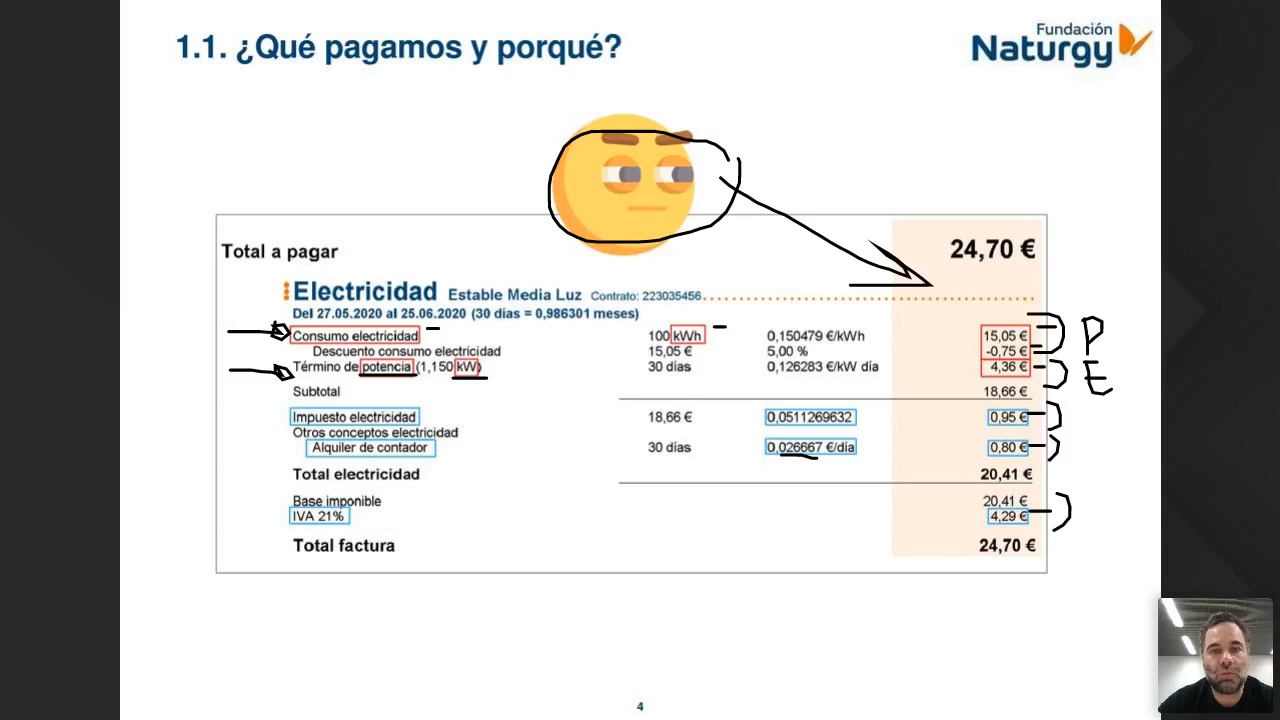 1.1. ¿Qué pagamos y porqué?
Fundación
Naturgy
Total a pagar 24,70 €
Electricidad Estable Media Luz Contrato: 223035456
Del 27.05.2020 al 25.06.2020 (30 días = 0,986301 meses)
Consumo electricidad 100 kWh 0,150479 €/kWh 15,05 €
Descuento consumo electricidad 15,05 € 5,00 % -0,75 €
Término de potencia (1,150 kW) 30 días 0,126283 €/kW día 4,36 €
Subtotal 18,66 €
Impuesto electricidad 18,66 € 0,0511269632 0,95 €
Otros conceptos electricidad
Alquiler de contador 30 días 0,026667 €/día 0,80 €
Total electricidad 20,41 €
Base imponible 20,41 €
IVA 21% 4,29 €
Total factura 24,70 €
P
E
4